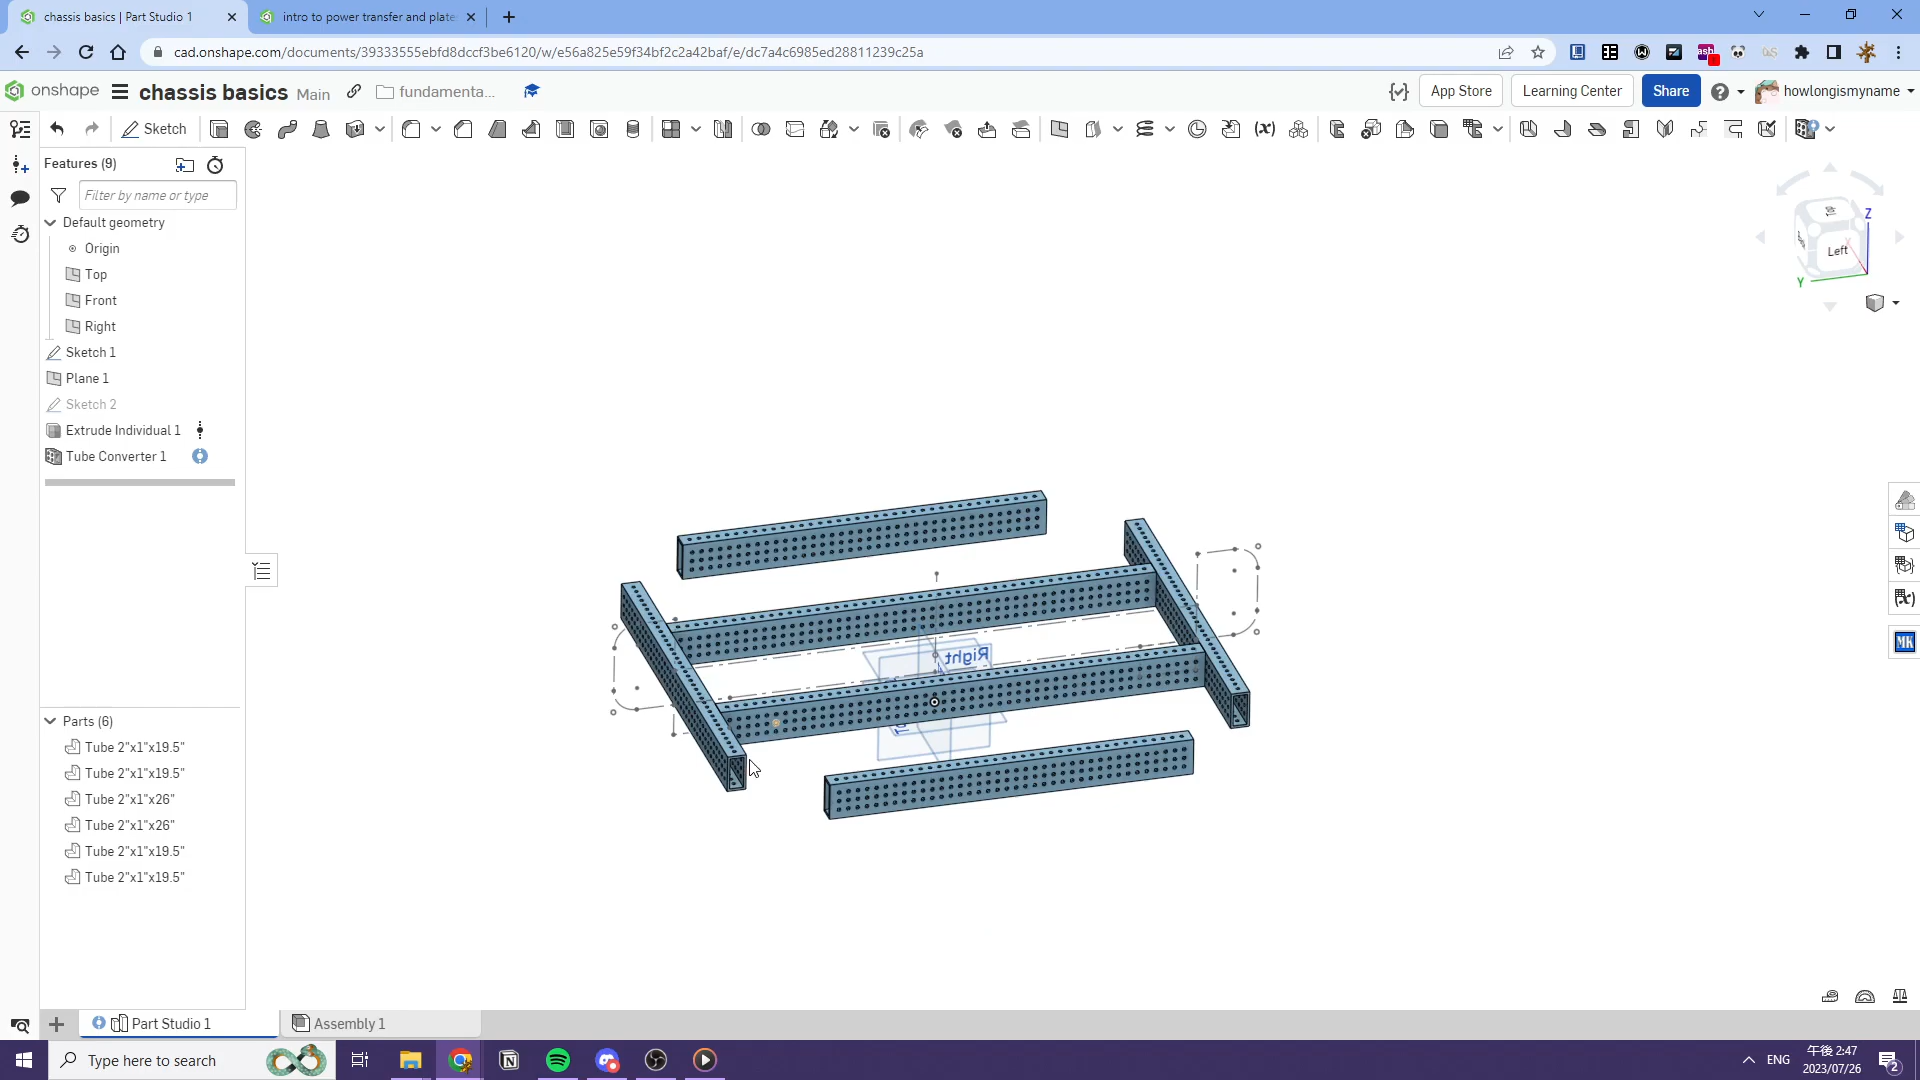 chassis basics | Part Studio 1
intro to power transfer and plate
cad.onshape.com/documents/39333555ebfd8dccf3be6120/w/e56a825e59f34bf2c2a42baf/e/dc7a4c6985ed28811239c25a
onshape
chassis basics
Main
fundamenta...
App Store
Learning Center
Share
howlongismyname
Sketch
(x)
Features (9)
Filter by name or type
Default geometry
Origin
Top
Front
Right
Sketch 1
Plane 1
Sketch 2
Extrude Individual 1
Tube Converter 1
Parts (6)
Tube 2"x1"x19.5"
Tube 2"x1"x19.5"
Tube 2"x1"x26"
Tube 2"x1"x26"
Tube 2"x1"x19.5"
Tube 2"x1"x19.5"
Right
Left
Z
Y
MK
Part Studio 1
Assembly 1
Type here to search
ENG
午後 2:47
2023/07/26
2